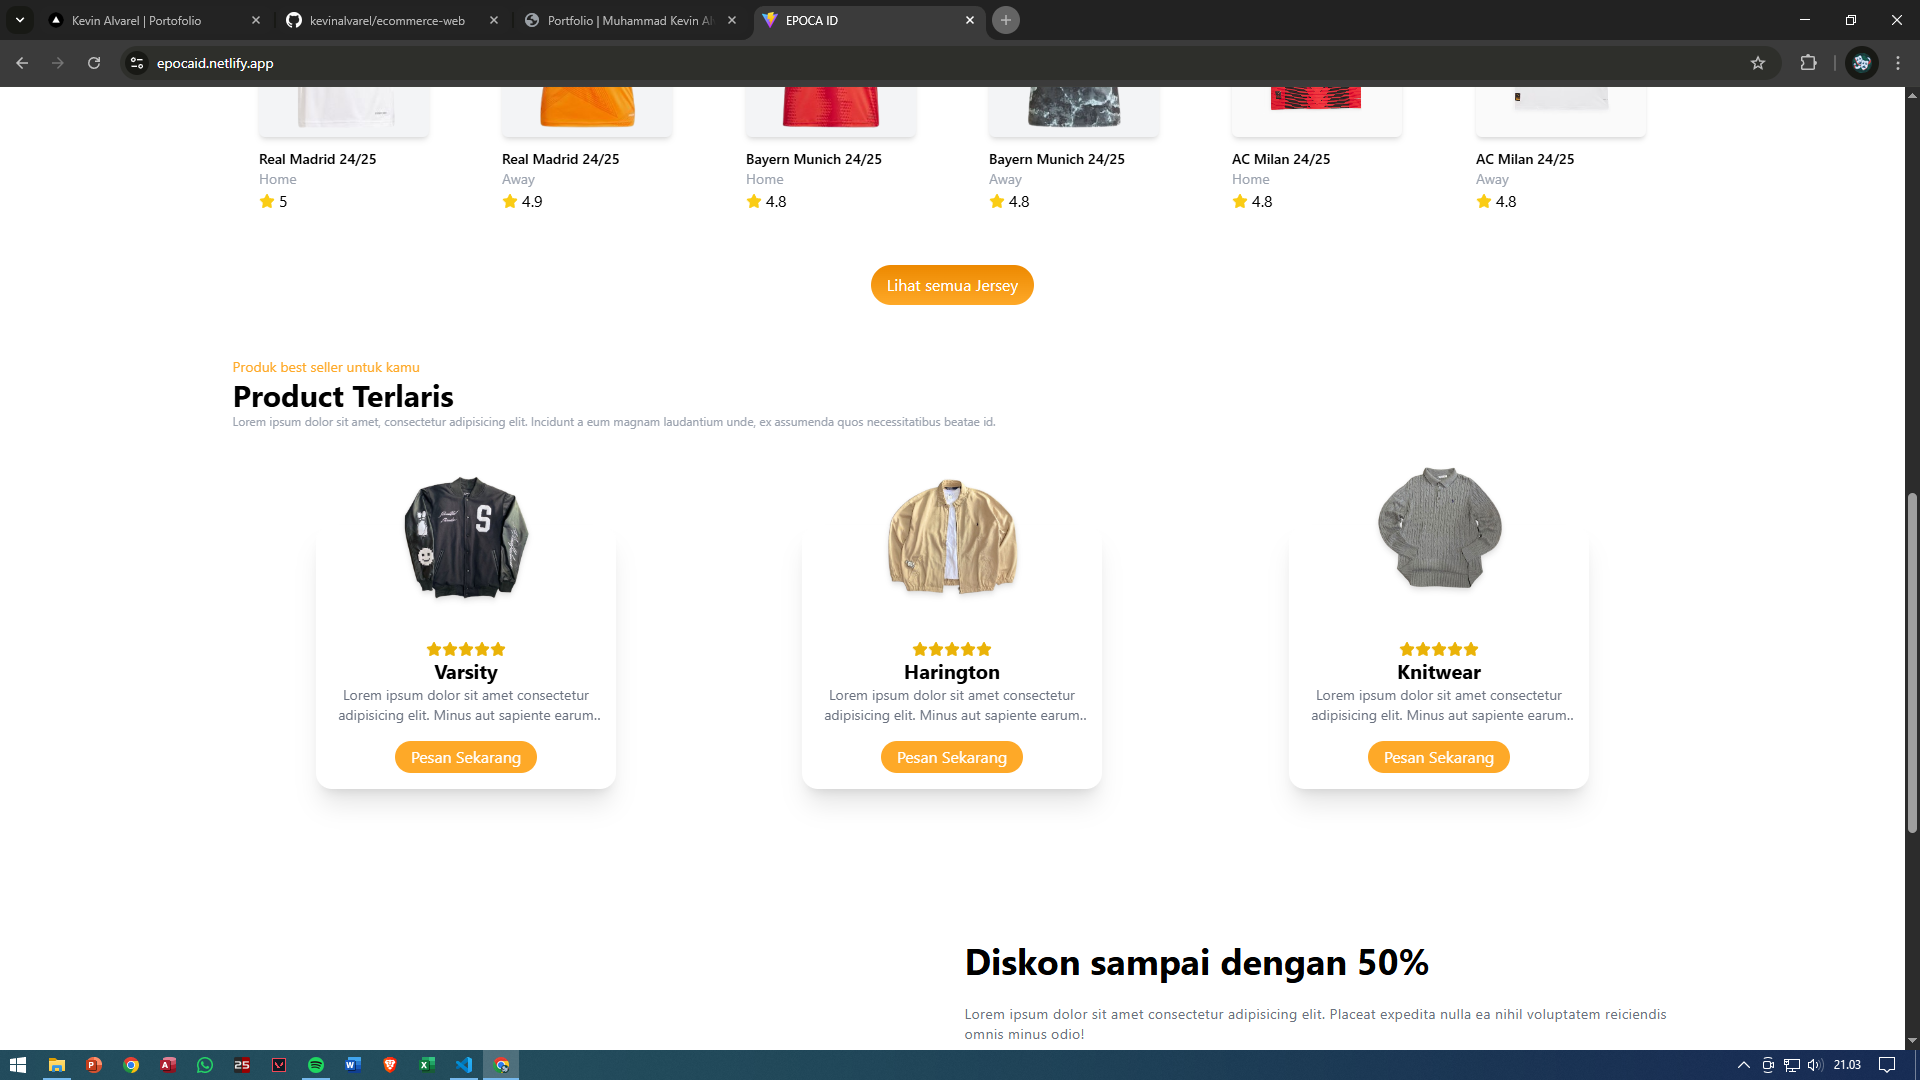 Kevin Alvarel | Portofolio
kevinalvarel/ecommerce-web
Portfolio | Muhammad Kevin Al
EPOCA ID
epocaid.netlify.app
Real Madrid 24/25
Home
5
Real Madrid 24/25
Away
4.9
Bayern Munich 24/25
Home
4.8
Bayern Munich 24/25
Away
4.8
AC Milan 24/25
Home
4.8
AC Milan 24/25
Away
4.8
Lihat semua Jersey
Produk best seller untuk kamu
Product Terlaris
Lorem ipsum dolor sit amet, consectetur adipisicing elit. Incidunt a eum magnam laudantium unde, ex assumenda quos necessitatibus beatae id.
S
Varsity
Lorem ipsum dolor sit amet consectetur
adipisicing elit. Minus aut sapiente earum..
Pesan Sekarang
Harington
Lorem ipsum dolor sit amet consectetur
adipisicing elit. Minus aut sapiente earum..
Pesan Sekarang
Knitwear
Lorem ipsum dolor sit amet consectetur
adipisicing elit. Minus aut sapiente earum..
Pesan Sekarang
Diskon sampai dengan 50%
Lorem ipsum dolor sit amet consectetur adipisicing elit. Placeat expedita nulla ea nihil voluptatem reiciendis
omnis minus odio!
25
21.03